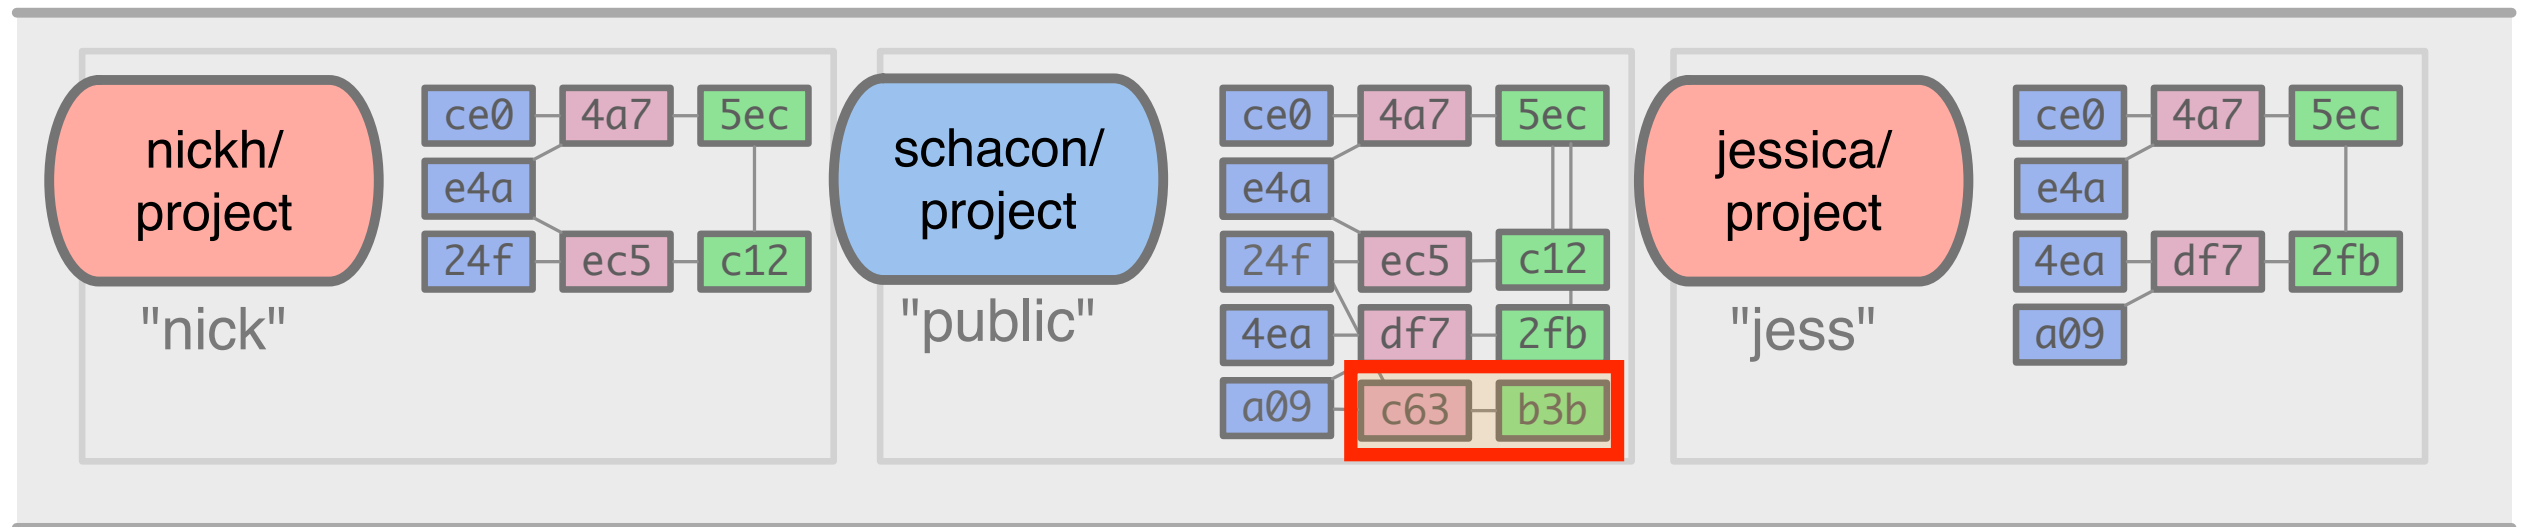 nickh/
project
"nick"
ce0 4a7 5ec
e4a
24f ec5 c12
schacon/
project
"public"
ce0 4a7 5ec
e4a
24f ec5 c12
4ea df7 2fb
a09 c63 b3b
jessica/
project
"jess"
ce0 4a7 5ec
e4a
4ea df7 2fb
a09